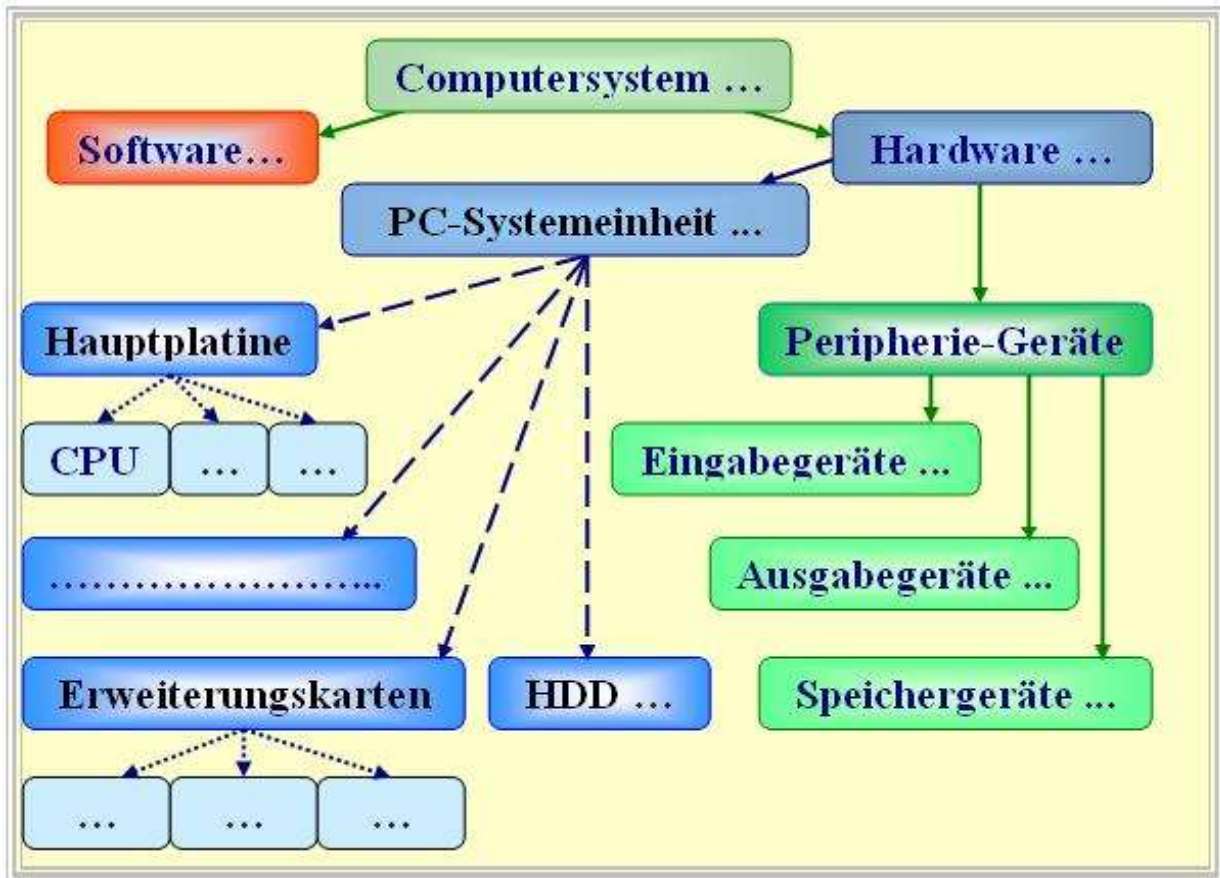 Computersystem …
Software…
Hardware …
PC-Systemeinheit ...
Hauptplatine
Peripherie-Geräte
CPU
…
…
Eingabegeräte ...
……………………...
Ausgabegeräte ...
Erweiterungskarten
HDD …
Speichergeräte ...
…
…
…